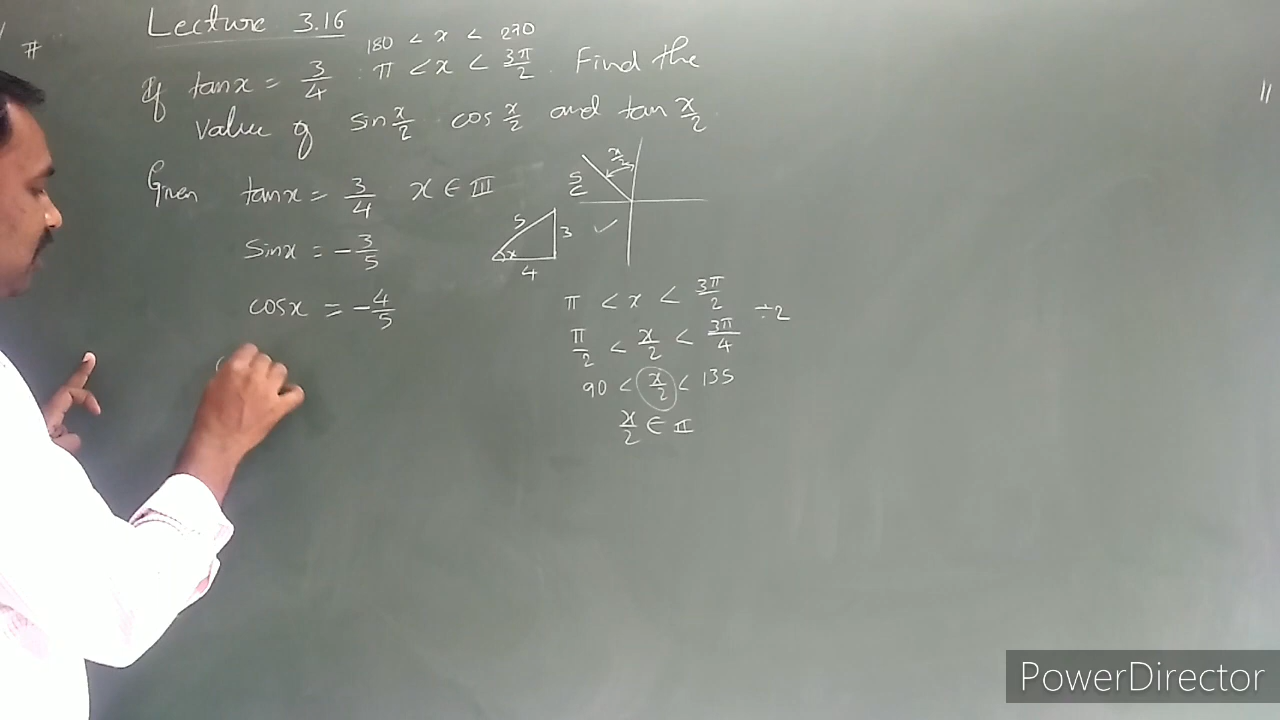 Lecture 3.16
180 < x < 270
If tanx = 3/4 . π < x < 3π/2 . Find the
value of sin x/2 . cos x/2 and tan x/2.
Given tanx = 3/4 x ∈ III
sinx = -3/5
cosx = -4/5
x/2
5
3
x
4
π < x < 3π/2
÷2
π/2 < x/2 < 3π/4
90 < x/2 < 135
x/2 ∈ II
PowerDirector